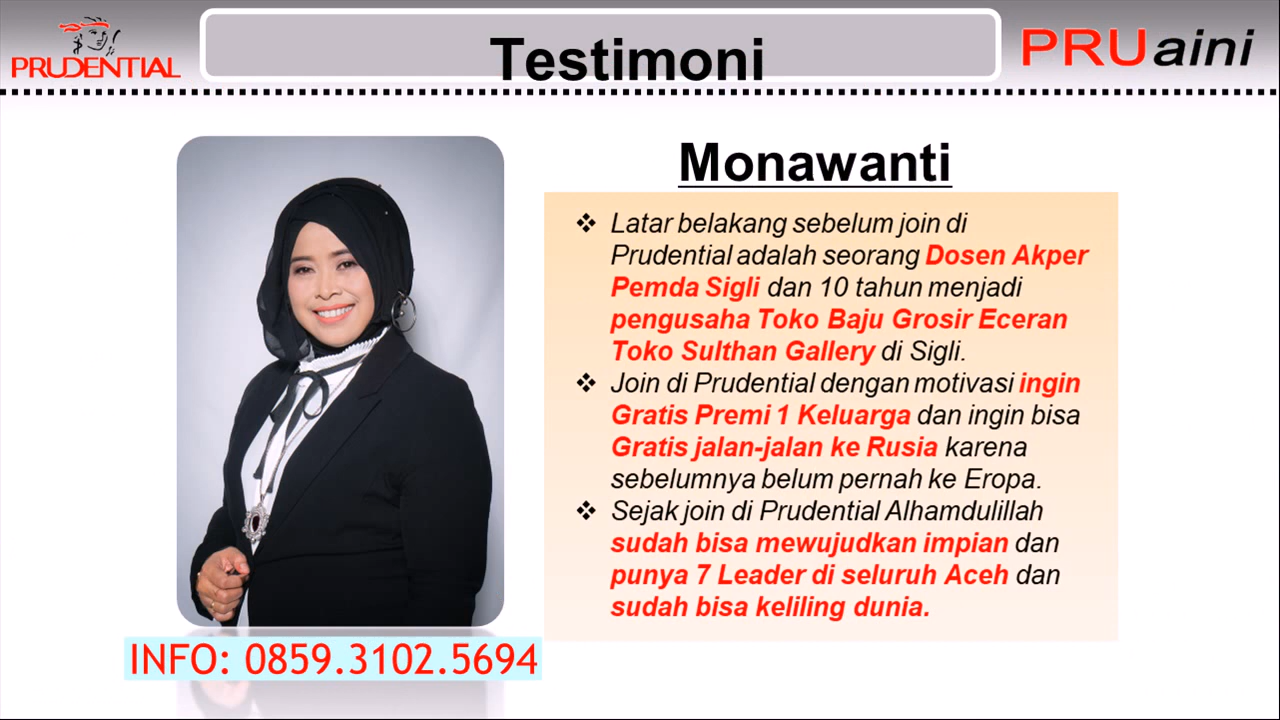 PRUDENTIAL
Testimoni
PRUaini
Monawanti
❖ Latar belakang sebelum join di
Prudential adalah seorang Dosen Akper
Pemda Sigli dan 10 tahun menjadi
pengusaha Toko Baju Grosir Eceran
Toko Sulthan Gallery di Sigli.
❖ Join di Prudential dengan motivasi ingin
Gratis Premi 1 Keluarga dan ingin bisa
Gratis jalan-jalan ke Rusia karena
sebelumnya belum pernah ke Eropa.
❖ Sejak join di Prudential Alhamdulillah
sudah bisa mewujudkan impian dan
punya 7 Leader di seluruh Aceh dan
sudah bisa keliling dunia.
INFO: 0859.3102.5694